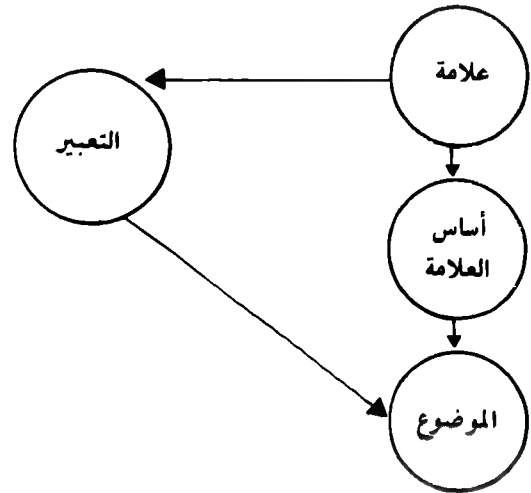 علامة
التعبير
أساس
العلامة
الموضوع